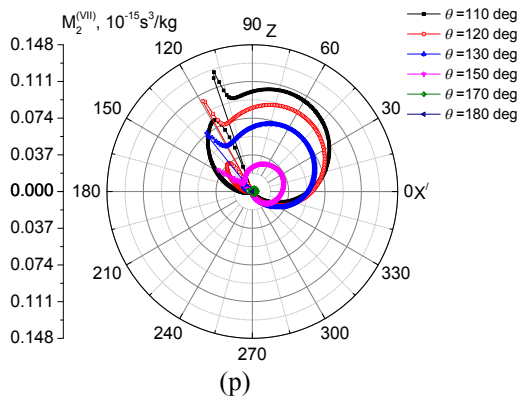 M₂⁽ⱽᴵᴵ⁾, 10⁻¹⁵s³/kg
90 Z
θ =110 deg
θ =120 deg
θ =130 deg
θ =150 deg
θ =170 deg
θ =180 deg
0.148
0.111
0.074
0.037
0.000
0.037
0.074
0.111
0.148
120
60
150
30
180
0X′
210
330
240
300
270
(p)